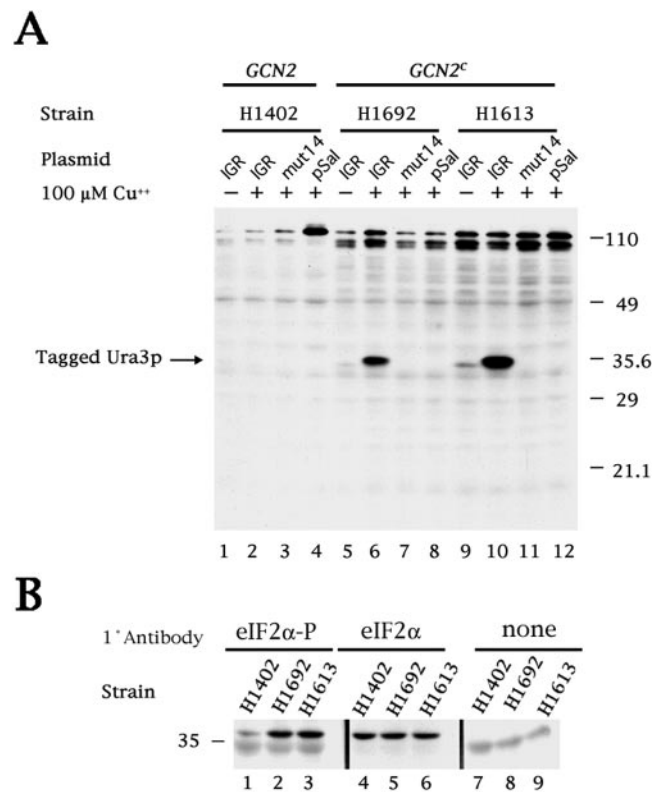 A
GCN2 GCN2c
Strain H1402 H1692 H1613
Plasmid IGR IGR mut14 pSal IGR IGR mut14 pSal IGR IGR mut14 pSal
100 µM Cu++ − + + + − + + + − + + +
110
49
Tagged Ura3p → 35.6
29
21.1
1 2 3 4 5 6 7 8 9 10 11 12
B
1˚Antibody eIF2α-P eIF2α none
Strain H1402 H1692 H1613 H1402 H1692 H1613 H1402 H1692 H1613
35
1 2 3 4 5 6 7 8 9